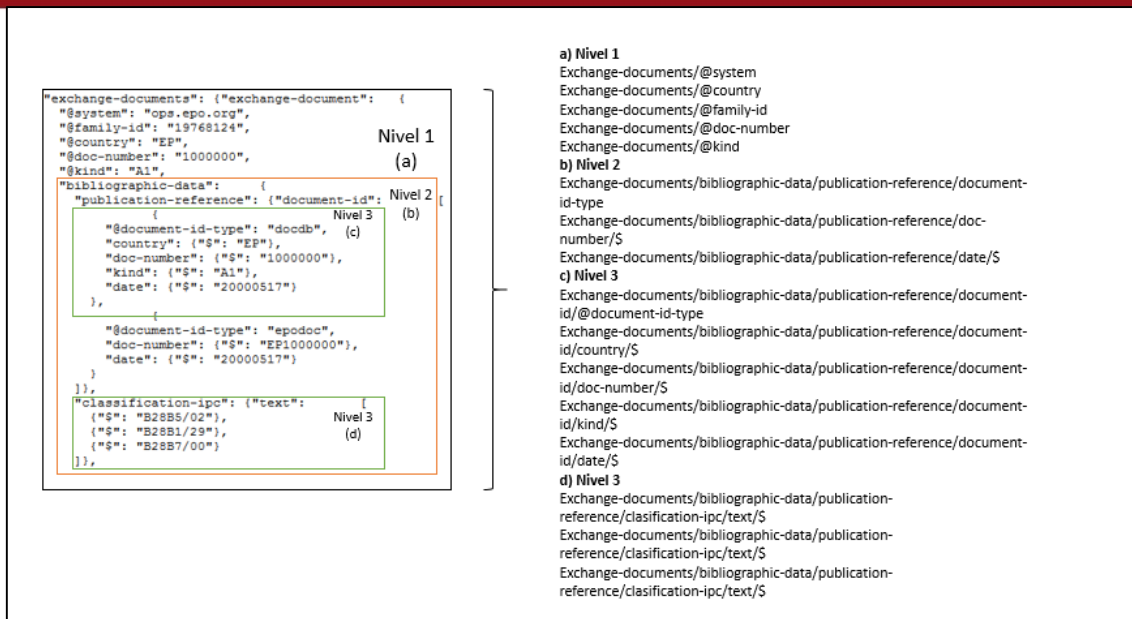 "exchange-documents": {"exchange-document": {
"@system": "ops.epo.org",
"@family-id": "19768124",
"@country": "EP",
"@doc-number": "1000000",
"@kind": "A1",
Nivel 1
(a)
"bibliographic-data": {
"publication-reference": {"document-id": [
Nivel 2
(b)
{
Nivel 3
(c)
"@document-id-type": "docdb",
"country": {"$": "EP"},
"doc-number": {"$": "1000000"},
"kind": {"$": "A1"},
"date": {"$": "20000517"}
},
{
"@document-id-type": "epodoc",
"doc-number": {"$": "EP1000000"},
"date": {"$": "20000517"}
}
]},
"classification-ipc": {"text": [
{"$": "B28B5/02"},
{"$": "B28B1/29"},
{"$": "B28B7/00"}
]},
Nivel 3
(d)
a) Nivel 1
Exchange-documents/@system
Exchange-documents/@country
Exchange-documents/@family-id
Exchange-documents/@doc-number
Exchange-documents/@kind
b) Nivel 2
Exchange-documents/bibliographic-data/publication-reference/document-
id-type
Exchange-documents/bibliographic-data/publication-reference/doc-
number/$
Exchange-documents/bibliographic-data/publication-reference/date/$
c) Nivel 3
Exchange-documents/bibliographic-data/publication-reference/document-
id/@document-id-type
Exchange-documents/bibliographic-data/publication-reference/document-
id/country/$
Exchange-documents/bibliographic-data/publication-reference/document-
id/doc-number/$
Exchange-documents/bibliographic-data/publication-reference/document-
id/kind/$
Exchange-documents/bibliographic-data/publication-reference/document-
id/date/$
d) Nivel 3
Exchange-documents/bibliographic-data/publication-
reference/clasification-ipc/text/$
Exchange-documents/bibliographic-data/publication-
reference/clasification-ipc/text/$
Exchange-documents/bibliographic-data/publication-
reference/clasification-ipc/text/$